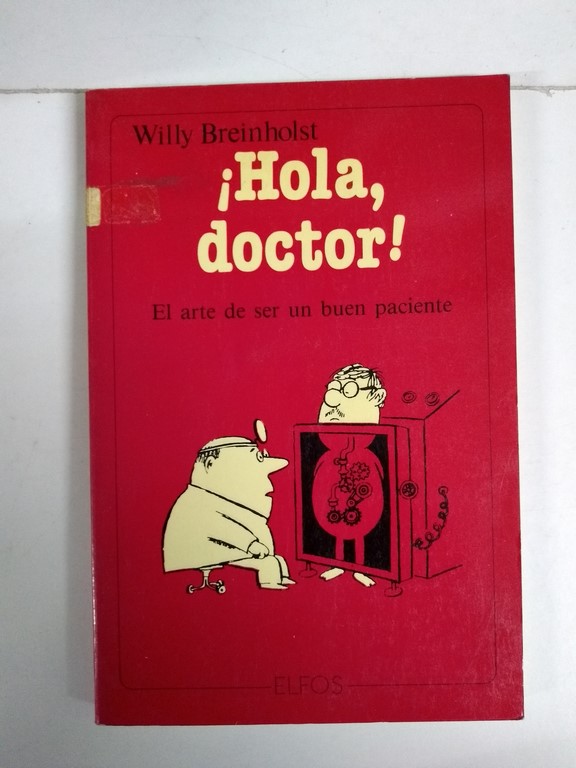 Willy Breinholst
¡Hola,
doctor!
El arte de ser un buen paciente
ELFOS